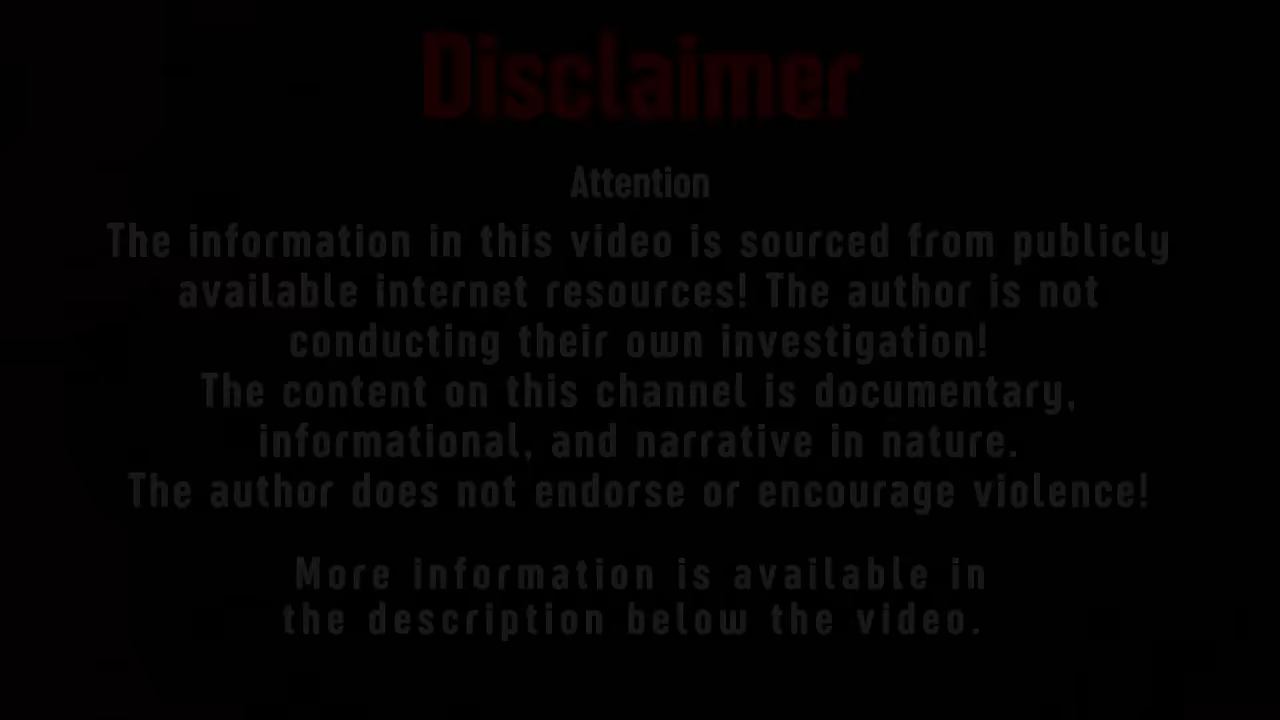 Disclaimer
Attention
The information in this video is sourced from publicly
available internet resources! The author is not
conducting their own investigation!
The content on this channel is documentary,
informational, and narrative in nature.
The author does not endorse or encourage violence!
More information is available in
the description below the video.